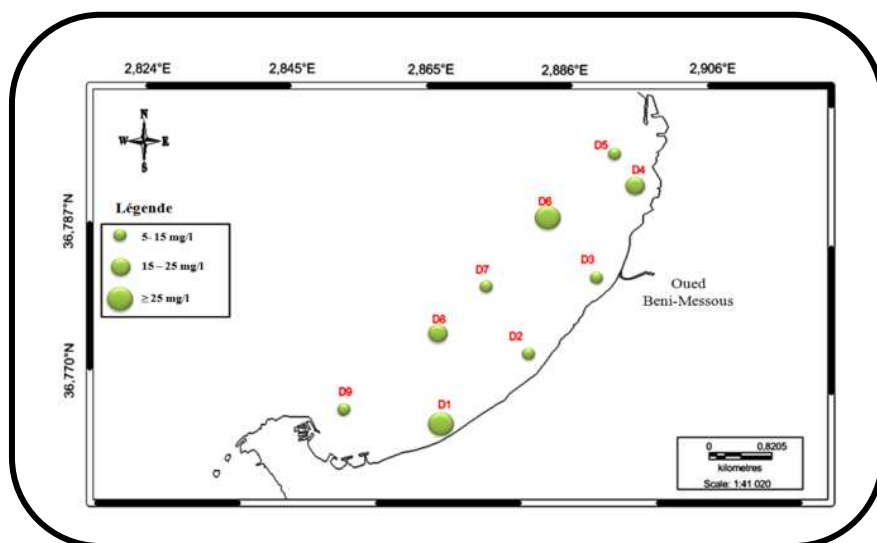 2,824°E 2,845°E 2,865°E 2,886°E 2,906°E
N
W E
S
D5
D4
Légende
D6
36,787°N
5- 15 mg/l
15 – 25 mg/l
≥ 25 mg/l
D7
D3
Oued
Beni-Messous
D6
D2
36,770°N
D9
D1
0 0.8205
kilometres
Scale: 1:41 020